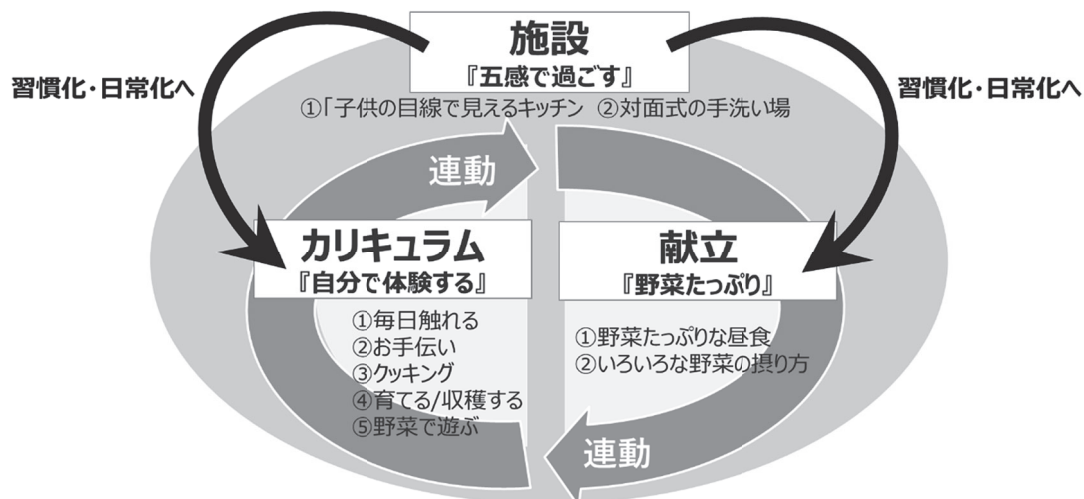 施設
『五感で過ごす』
習慣化・日常化へ
習慣化・日常化へ
①「子供の目線で見えるキッチン ②対面式の手洗い場
連動
カリキュラム
『自分で体験する』
①毎日触れる
②お手伝い
③クッキング
④育てる/収穫する
⑤野菜で遊ぶ
献立
『野菜たっぷり』
①野菜たっぷりな昼食
②いろいろな野菜の摂り方
連動